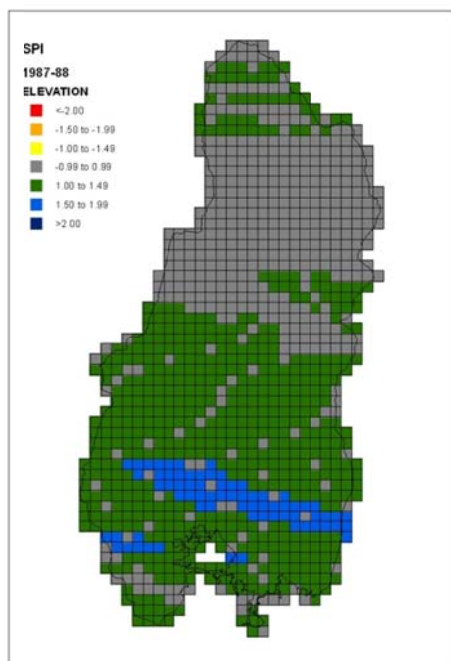 SPI
1987-88
ELEVATION
<-2.00
-1.50 to -1.99
-1.00 to -1.49
-0.99 to 0.99
1.00 to 1.49
1.50 to 1.99
>2.00